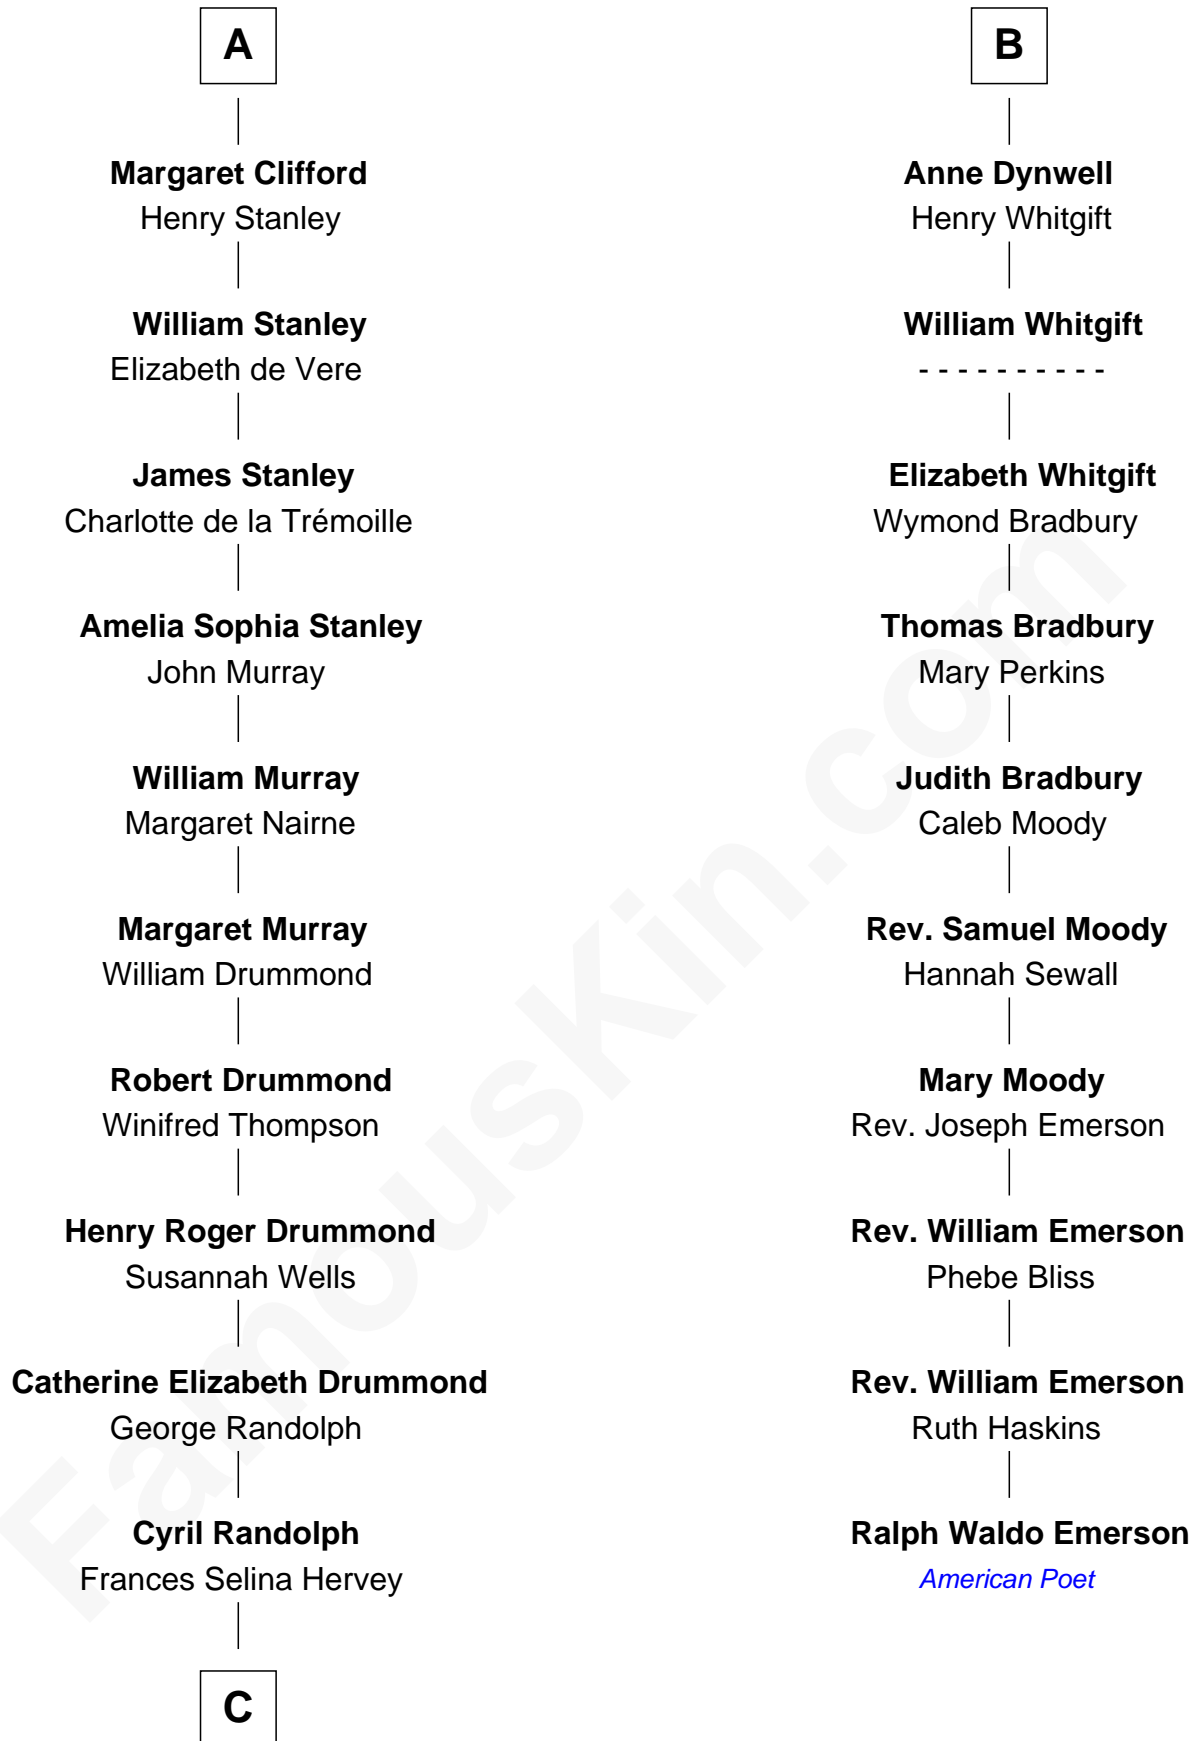 A
Margaret Clifford
Henry Stanley
William Stanley
Elizabeth de Vere
James Stanley
Charlotte de la Trémoille
Amelia Sophia Stanley
John Murray
William Murray
Margaret Nairne
Margaret Murray
William Drummond
Robert Drummond
Winifred Thompson
Henry Roger Drummond
Susannah Wells
Catherine Elizabeth Drummond
George Randolph
Cyril Randolph
Frances Selina Hervey
C
B
Anne Dynwell
Henry Whitgift
William Whitgift
- - - - - - - - - -
Elizabeth Whitgift
Wymond Bradbury
Thomas Bradbury
Mary Perkins
Judith Bradbury
Caleb Moody
Rev. Samuel Moody
Hannah Sewall
Mary Moody
Rev. Joseph Emerson
Rev. William Emerson
Phebe Bliss
Rev. William Emerson
Ruth Haskins
Ralph Waldo Emerson
American Poet
FamousKin.com